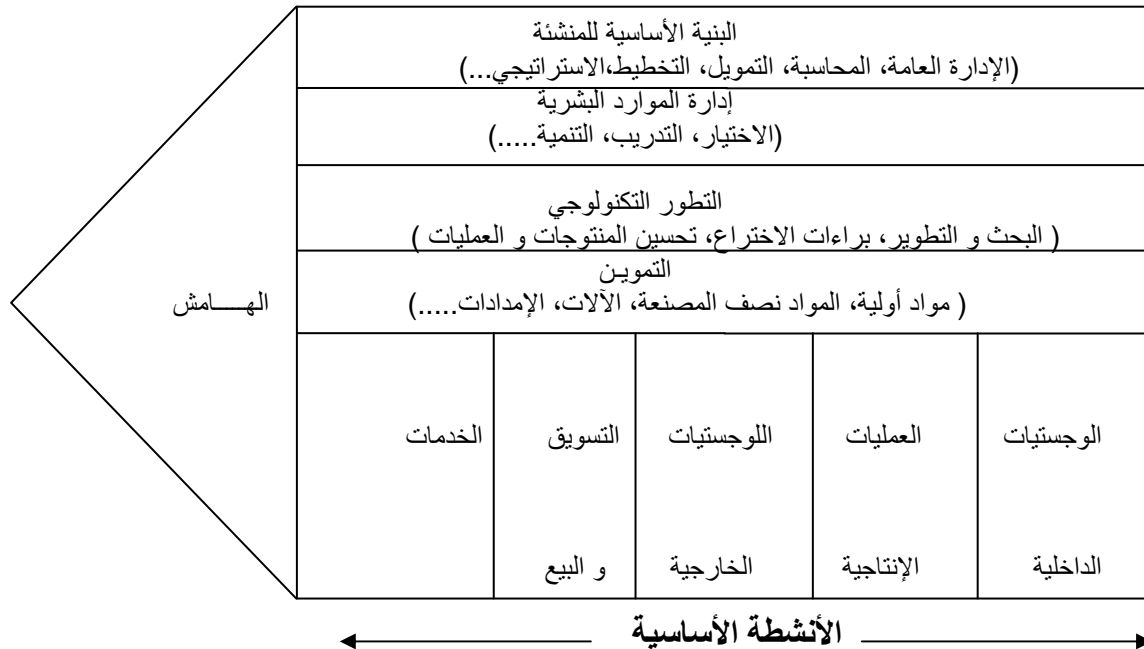 البنية الأساسية للمنشئة
(الإدارة العامة، المحاسبة، التمويل، التخطيط،الاستراتيجي...)
إدارة الموارد البشرية
(الاختيار، التدريب، التنمية.....)
التطور التكنولوجي
( البحث و التطوير، براءات الاختراع، تحسين المنتوجات و العمليات )
التمويـن
( مواد أولية، المواد نصف المصنعة، الآلات، الإمدادات.....)
الهــــامش
الوجستيات
الداخلية
العمليات
الإنتاجية
اللوجستيات
الخارجية
التسويق
و البيع
الخدمات
الأنشطة الأساسية